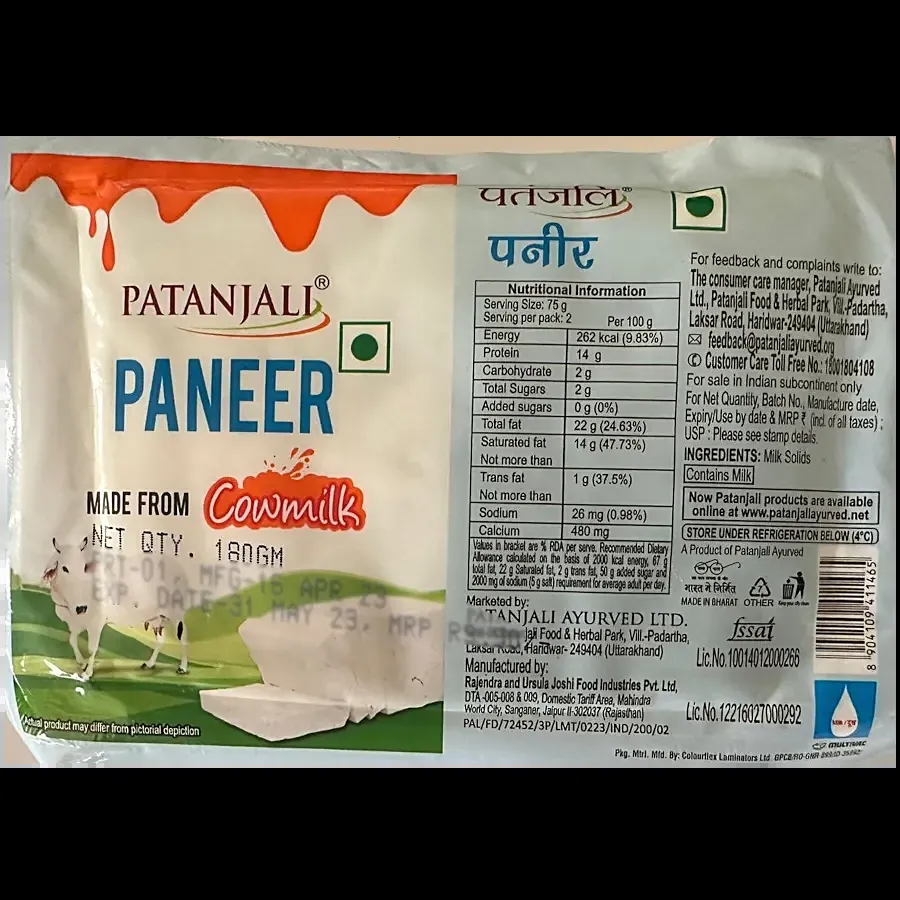 PATANJALI®
PANEER
MADE FROM Cowmilk
NET QTY. 180GM
MFG-16 APR 23
EXP. DATE-31 MAY 23. MRP
Actual product may differ from pictorial depiction
पतंजलि®
पनीर
Nutritional Information
Serving Size: 75 g
Serving per pack: 2 Per 100 g
Energy 262 kcal (9.83%)
Protein 14 g
Carbohydrate 2 g
Total Sugars 2 g
Added sugars 0 g (0%)
Total fat 22 g (24.63%)
Saturated fat 14 g (47.73%)
Not more than
Trans fat 1 g (37.5%)
Not more than
Sodium 26 mg (0.98%)
Calcium 480 mg
Values in bracket are % RDA per serve. Recommended Dietary
Allowance calculated on the basis of 2000 kcal energy, 67 g
total fat, 22 g Saturated fat, 2 g trans fat, 50 g added sugar and
2000 mg of sodium (5 g salt) requirement for average adult per day.
Marketed by:
PATANJALI AYURVED LTD.
jali Food & Herbal Park, Vill.-Padartha,
Laksar Road, Haridwar- 249404 (Uttarakhand)
Manufactured by:
Rajendra and Ursula Joshi Food Industries Pvt. Ltd,
DTA -005-008 & 009, Domestic Tariff Area, Mahindra
World City, Sanganer, Jaipur II-302037 (Rajasthan)
PAL/FD/72452/3P/LMT/0223/IND/200/02
For feedback and complaints write to:
The consumer care manager, Patanjali Ayurved
Ltd., Patanjali Food & Herbal Park, Vill.-Padartha,
Laksar Road, Haridwar-249404 (Uttarakhand)
feedback@patanjaliayurved.org
Customer Care Toll Free No.: 18001804108
For sale in Indian subcontinent only
For Net Quantity, Batch No., Manufacture date,
Expiry/Use by date & MRP ₹ (incl. of all taxes) ;
USP : Please see stamp details.
INGREDIENTS: Milk Solids
Contains Milk
Now Patanjali products are available
online at www.patanjaliayurved.net
STORE UNDER REFRIGERATION BELOW (4°C)
A Product of Patanjali Ayurved
भारत में निर्मित
MADE IN BHARAT
7
OTHER
Keep your city clean
fssai
Lic.No.10014012000266
Lic.No.12216027000292
8 904109 411465
Milk / दूध
MULTIVAC
Pkg. Mtrl. Mfd. By: Colourflex Laminators Ltd.